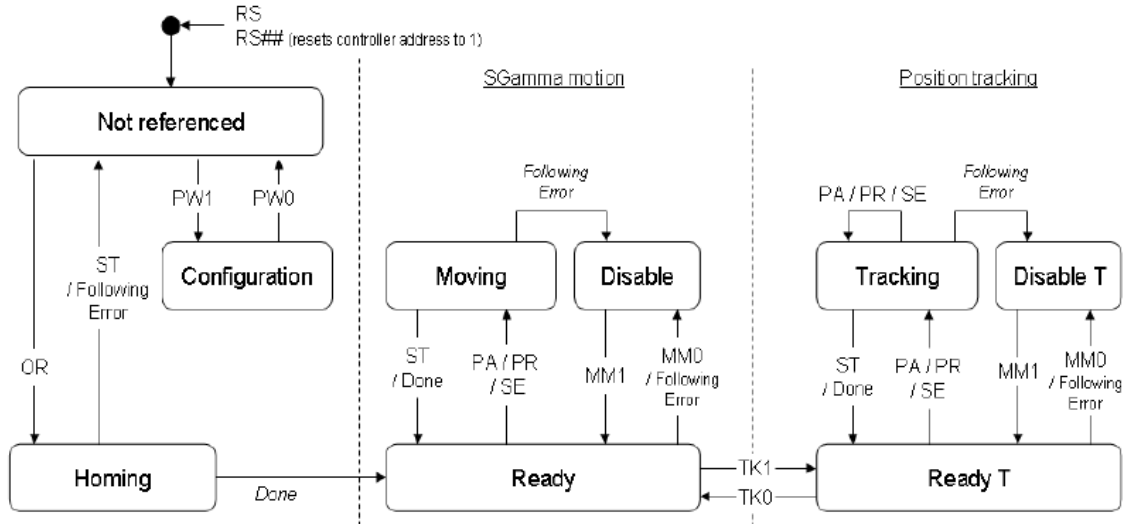 RS
RS## (resets controller address to 1)
SGamma motion
Position tracking
Not referenced
Following
Error
PA / PR / SE
Following
Error
PW1
PW0
ST
/ Following
Error
Configuration
Moving
Disable
Tracking
Disable T
OR
ST
/ Done
PA / PR
/ SE
MM1
MM0
/ Following
Error
ST
/ Done
PA / PR
/ SE
MM1
MM0
/ Following
Error
Homing
Done
Ready
TK1
TK0
Ready T